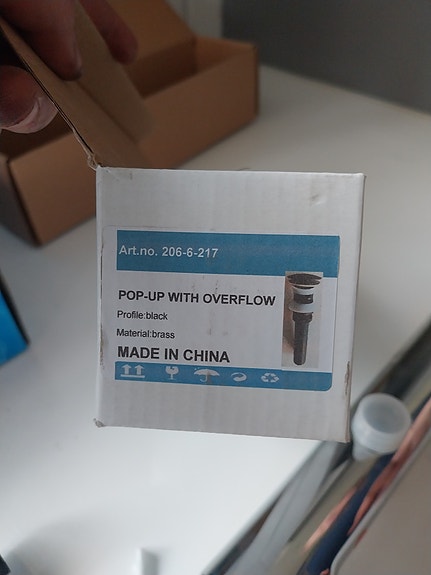 Art.no. 206-6-217
POP-UP WITH OVERFLOW
Profile:black
Material:brass
MADE IN CHINA